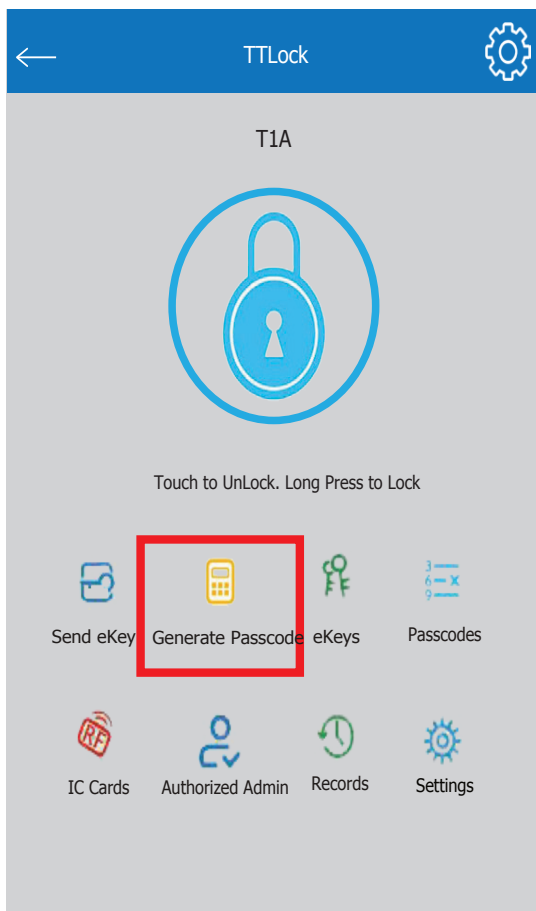 TTLock
T1A
Touch to UnLock. Long Press to Lock
Send eKey Generate Passcode eKeys Passcodes
IC Cards Authorized Admin Records Settings